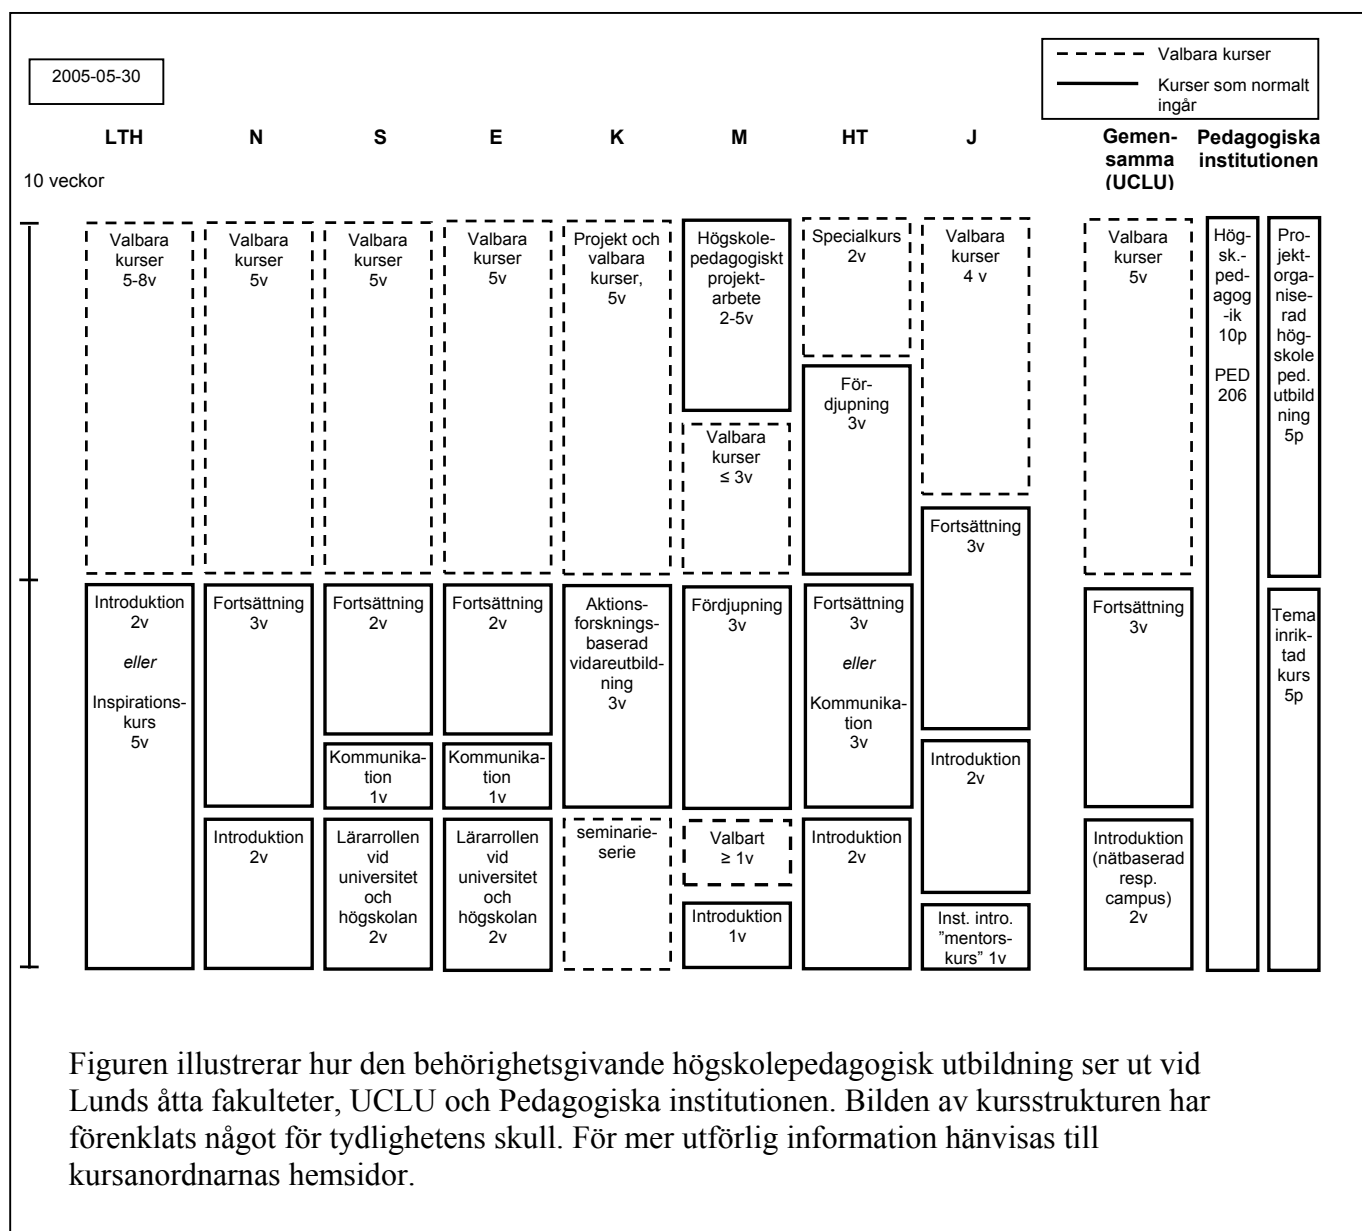 2005-05-30
Valbara kurser
Kurser som normalt
ingår
LTH
N
S
E
K
M
HT
J
Gemen-
samma
(UCLU)
Pedagogiska
institutionen
10 veckor
Valbara
kurser
5-8v
Introduktion
2v
eller
Inspirations-
kurs
5v
Valbara
kurser
5v
Fortsättning
3v
Introduktion
2v
Valbara
kurser
5v
Fortsättning
2v
Kommunika-
tion
1v
Lärarrollen
vid
universitet
och
högskolan
2v
Valbara
kurser
5v
Fortsättning
2v
Kommunika-
tion
1v
Lärarrollen
vid
universitet
och
högskolan
2v
Projekt och
valbara
kurser,
5v
Aktions-
forsknings-
baserad
vidareutbild-
ning
3v
seminarie-
serie
Högskole-
pedagogiskt
projekt-
arbete
2-5v
Valbara
kurser
≤ 3v
Fördjupning
3v
Valbart
≥ 1v
Introduktion
1v
Specialkurs
2v
För-
djupning
3v
Fortsättning
3v
eller
Kommunika-
tion
3v
Introduktion
2v
Valbara
kurser
4 v
Fortsättning
3v
Introduktion
2v
Inst. intro.
”mentors-
kurs” 1v
Valbara
kurser
5v
Fortsättning
3v
Introduktion
(nätbaserad
resp.
campus)
2v
Hög-
sk.-
ped-
agog
-ik
10p
PED
206
Pro-
jekt-
orga-
nise-
rad
hög-
skole
ped.
utbild
ning
5p
Tema
inrik-
tad
kurs
5p
Figuren illustrerar hur den behörighetsgivande högskolepedagogisk utbildning ser ut vid
Lunds åtta fakulteter, UCLU och Pedagogiska institutionen. Bilden av kursstrukturen har
förenklats något för tydlighetens skull. För mer utförlig information hänvisas till
kursanordnarnas hemsidor.